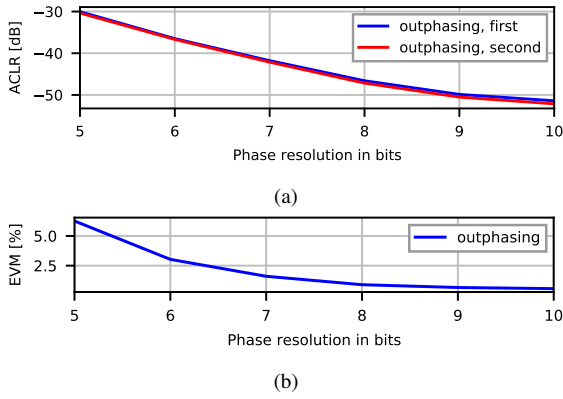 −30
−40
−50
ACLR [dB]
outphasing, first
outphasing, second
5 6 7 8 9 10
Phase resolution in bits
(a)
5.0
2.5
EVM [%]
outphasing
5 6 7 8 9 10
Phase resolution in bits
(b)